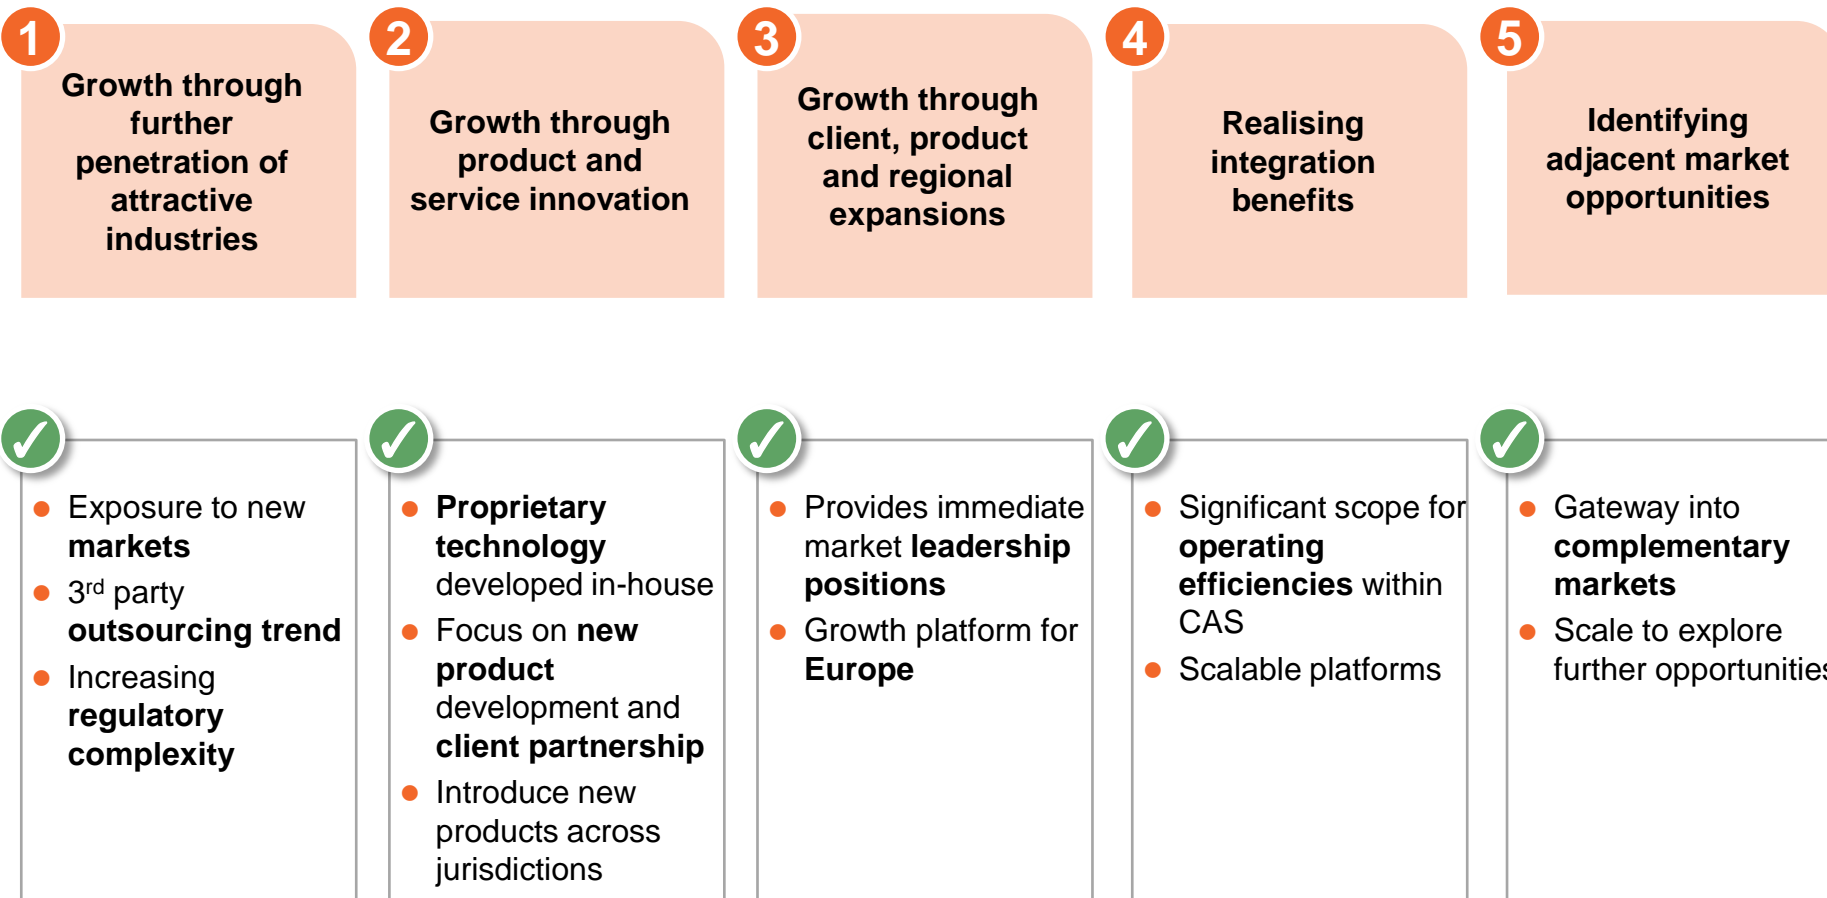 1
Growth through
further
penetration of
attractive
industries
2
Growth through
product and
service innovation
3
Growth through
client, product
and regional
expansions
4
Realising
integration
benefits
5
Identifying
adjacent market
opportunities
✓
● Exposure to new
markets
● 3rd party
outsourcing trend
● Increasing
regulatory
complexity
✓
● Proprietary
technology
developed in-house
● Focus on new
product
development and
client partnership
● Introduce new
products across
jurisdictions
✓
● Provides immediate
market leadership
positions
● Growth platform for
Europe
✓
● Significant scope for
operating
efficiencies within
CAS
● Scalable platforms
✓
● Gateway into
complementary
markets
● Scale to explore
further opportunities